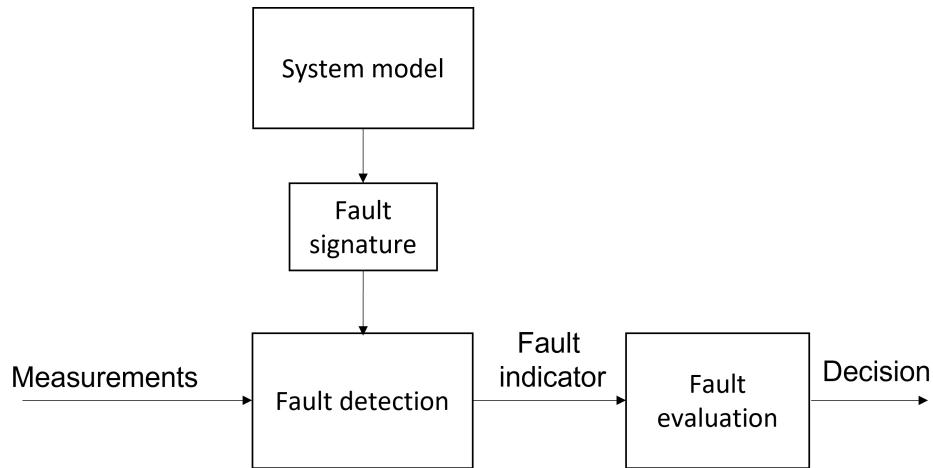 System model
Fault
signature
Measurements
Fault detection
Fault
indicator
Fault
evaluation
Decision